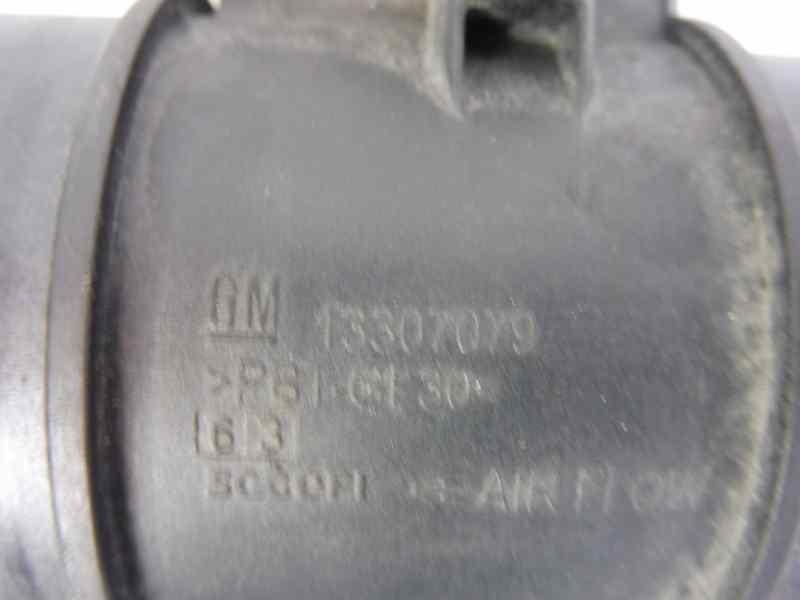 GM 13307079
>PBT-GF30<
63
⇐ AIR FLOW